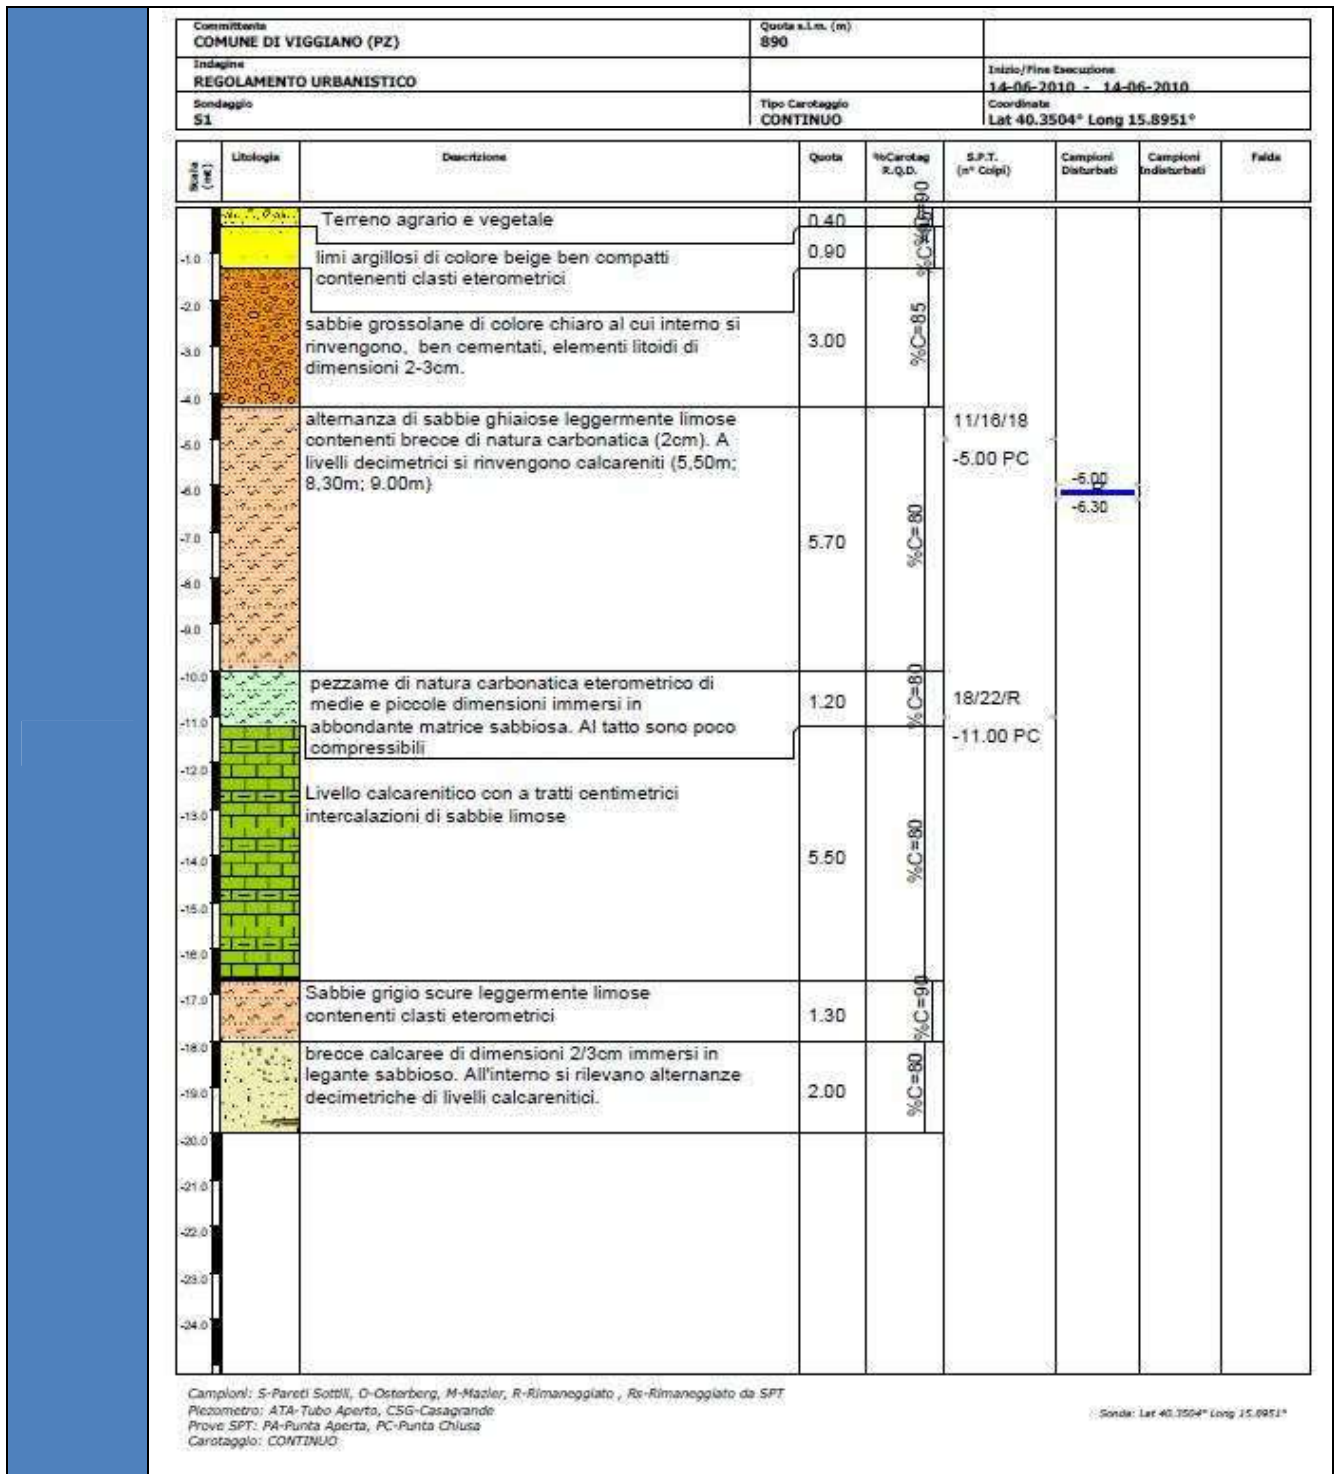 Committente
COMUNE DI VIGGIANO (PZ)
Quota s.l.m. (m)
890
Indagine
REGOLAMENTO URBANISTICO
Inizio/Fine Esecuzione
14-06-2010 - 14-06-2010
Sondaggio
S1
Tipo Carotaggio
CONTINUO
Coordinate
Lat 40.3504° Long 15.8951°
Scala (mt)
Litologia
Descrizione
Quota
%Carotag
R.Q.D.
S.P.T.
(n° Colpi)
Campioni
Disturbati
Campioni
Indisturbati
Falda
Terreno agrario e vegetale
0.40
%C=90
-1.0
limi argillosi di colore beige ben compatti
contenenti clasti eterometrici
0.90
-2.0
sabbie grossolane di colore chiaro al cui interno si
rinvengono, ben cementati, elementi litoidi di
dimensioni 2-3cm.
3.00
%C=85
-3.0
-4.0
alternanza di sabbie ghiaiose leggermente limose
contenenti brecce di natura carbonatica (2cm). A
livelli decimetrici si rinvengono calcareniti (5,50m;
8,30m; 9.00m)
5.70
%C=80
11/16/18
-5.00 PC
-6.00
-6.30
-5.0
-6.0
-7.0
-8.0
-9.0
-10.0
pezzame di natura carbonatica eterometrico di
medie e piccole dimensioni immersi in
abbondante matrice sabbiosa. Al tatto sono poco
compressibili
1.20
%C=80
18/22/R
-11.00 PC
-11.0
-12.0
Livello calcarenitico con a tratti centimetrici
intercalazioni di sabbie limose
5.50
%C=80
-13.0
-14.0
-15.0
-16.0
-17.0
Sabbie grigio scure leggermente limose
contenenti clasti eterometrici
1.30
%C=90
-18.0
brecce calcaree di dimensioni 2/3cm immersi in
legante sabbioso. All'interno si rilevano alternanze
decimetriche di livelli calcarenitici.
2.00
%C=80
-19.0
-20.0
-21.0
-22.0
-23.0
-24.0
Campioni: S-Pareti Sottili, O-Osterberg, M-Mazier, R-Rimaneggiato , Rs-Rimaneggiato da SPT
Piezometro: ATA-Tubo Aperto, CSG-Casagrande
Prove SPT: PA-Punta Aperta, PC-Punta Chiusa
Carotaggio: CONTINUO
Sonda: Lat 40.3504° Long 15.8951°